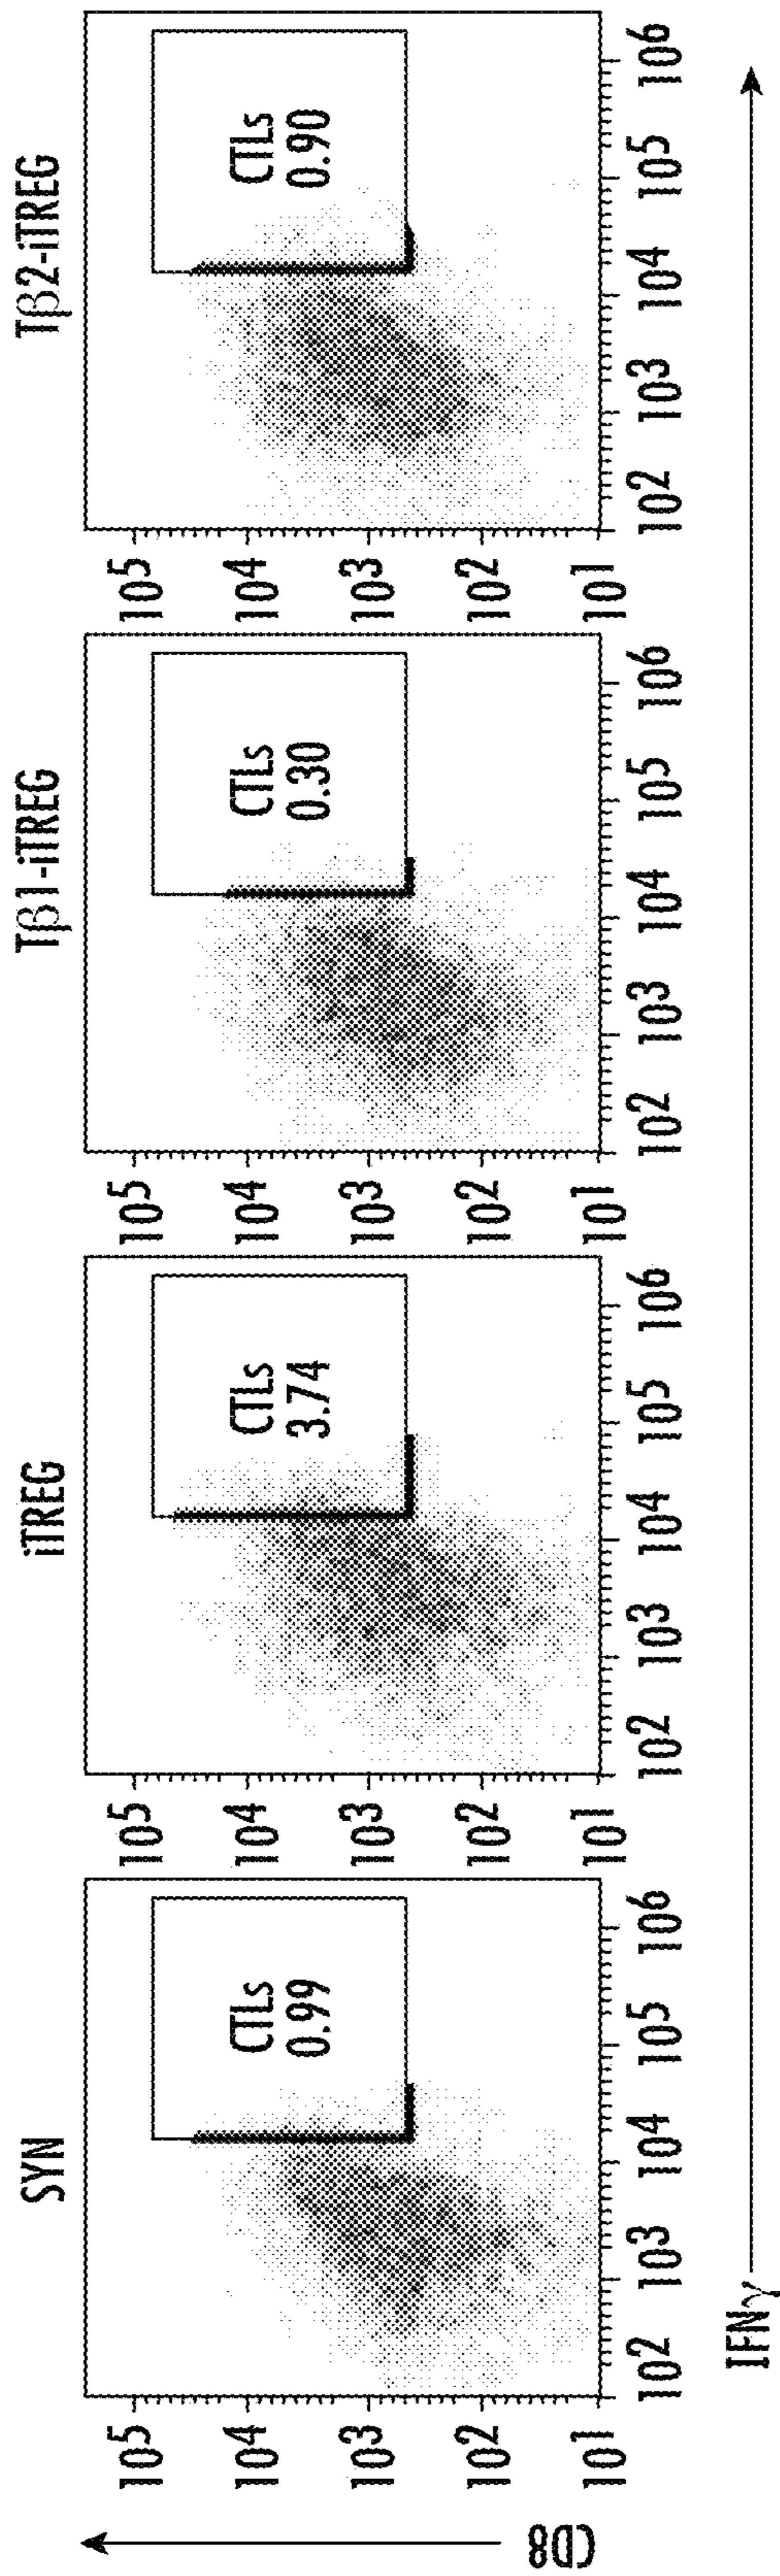 SYN
iTREG
Tβ1-iTREG
Tβ2-iTREG
CD8
10⁵
10⁴
10³
10²
10¹
CTLs
0.99
10² 10³ 10⁴ 10⁵ 10⁶
10⁵
10⁴
10³
10²
10¹
CTLs
3.74
10² 10³ 10⁴ 10⁵ 10⁶
10⁵
10⁴
10³
10²
10¹
CTLs
0.30
10² 10³ 10⁴ 10⁵ 10⁶
10⁵
10⁴
10³
10²
10¹
CTLs
0.90
10² 10³ 10⁴ 10⁵ 10⁶
IFNγ